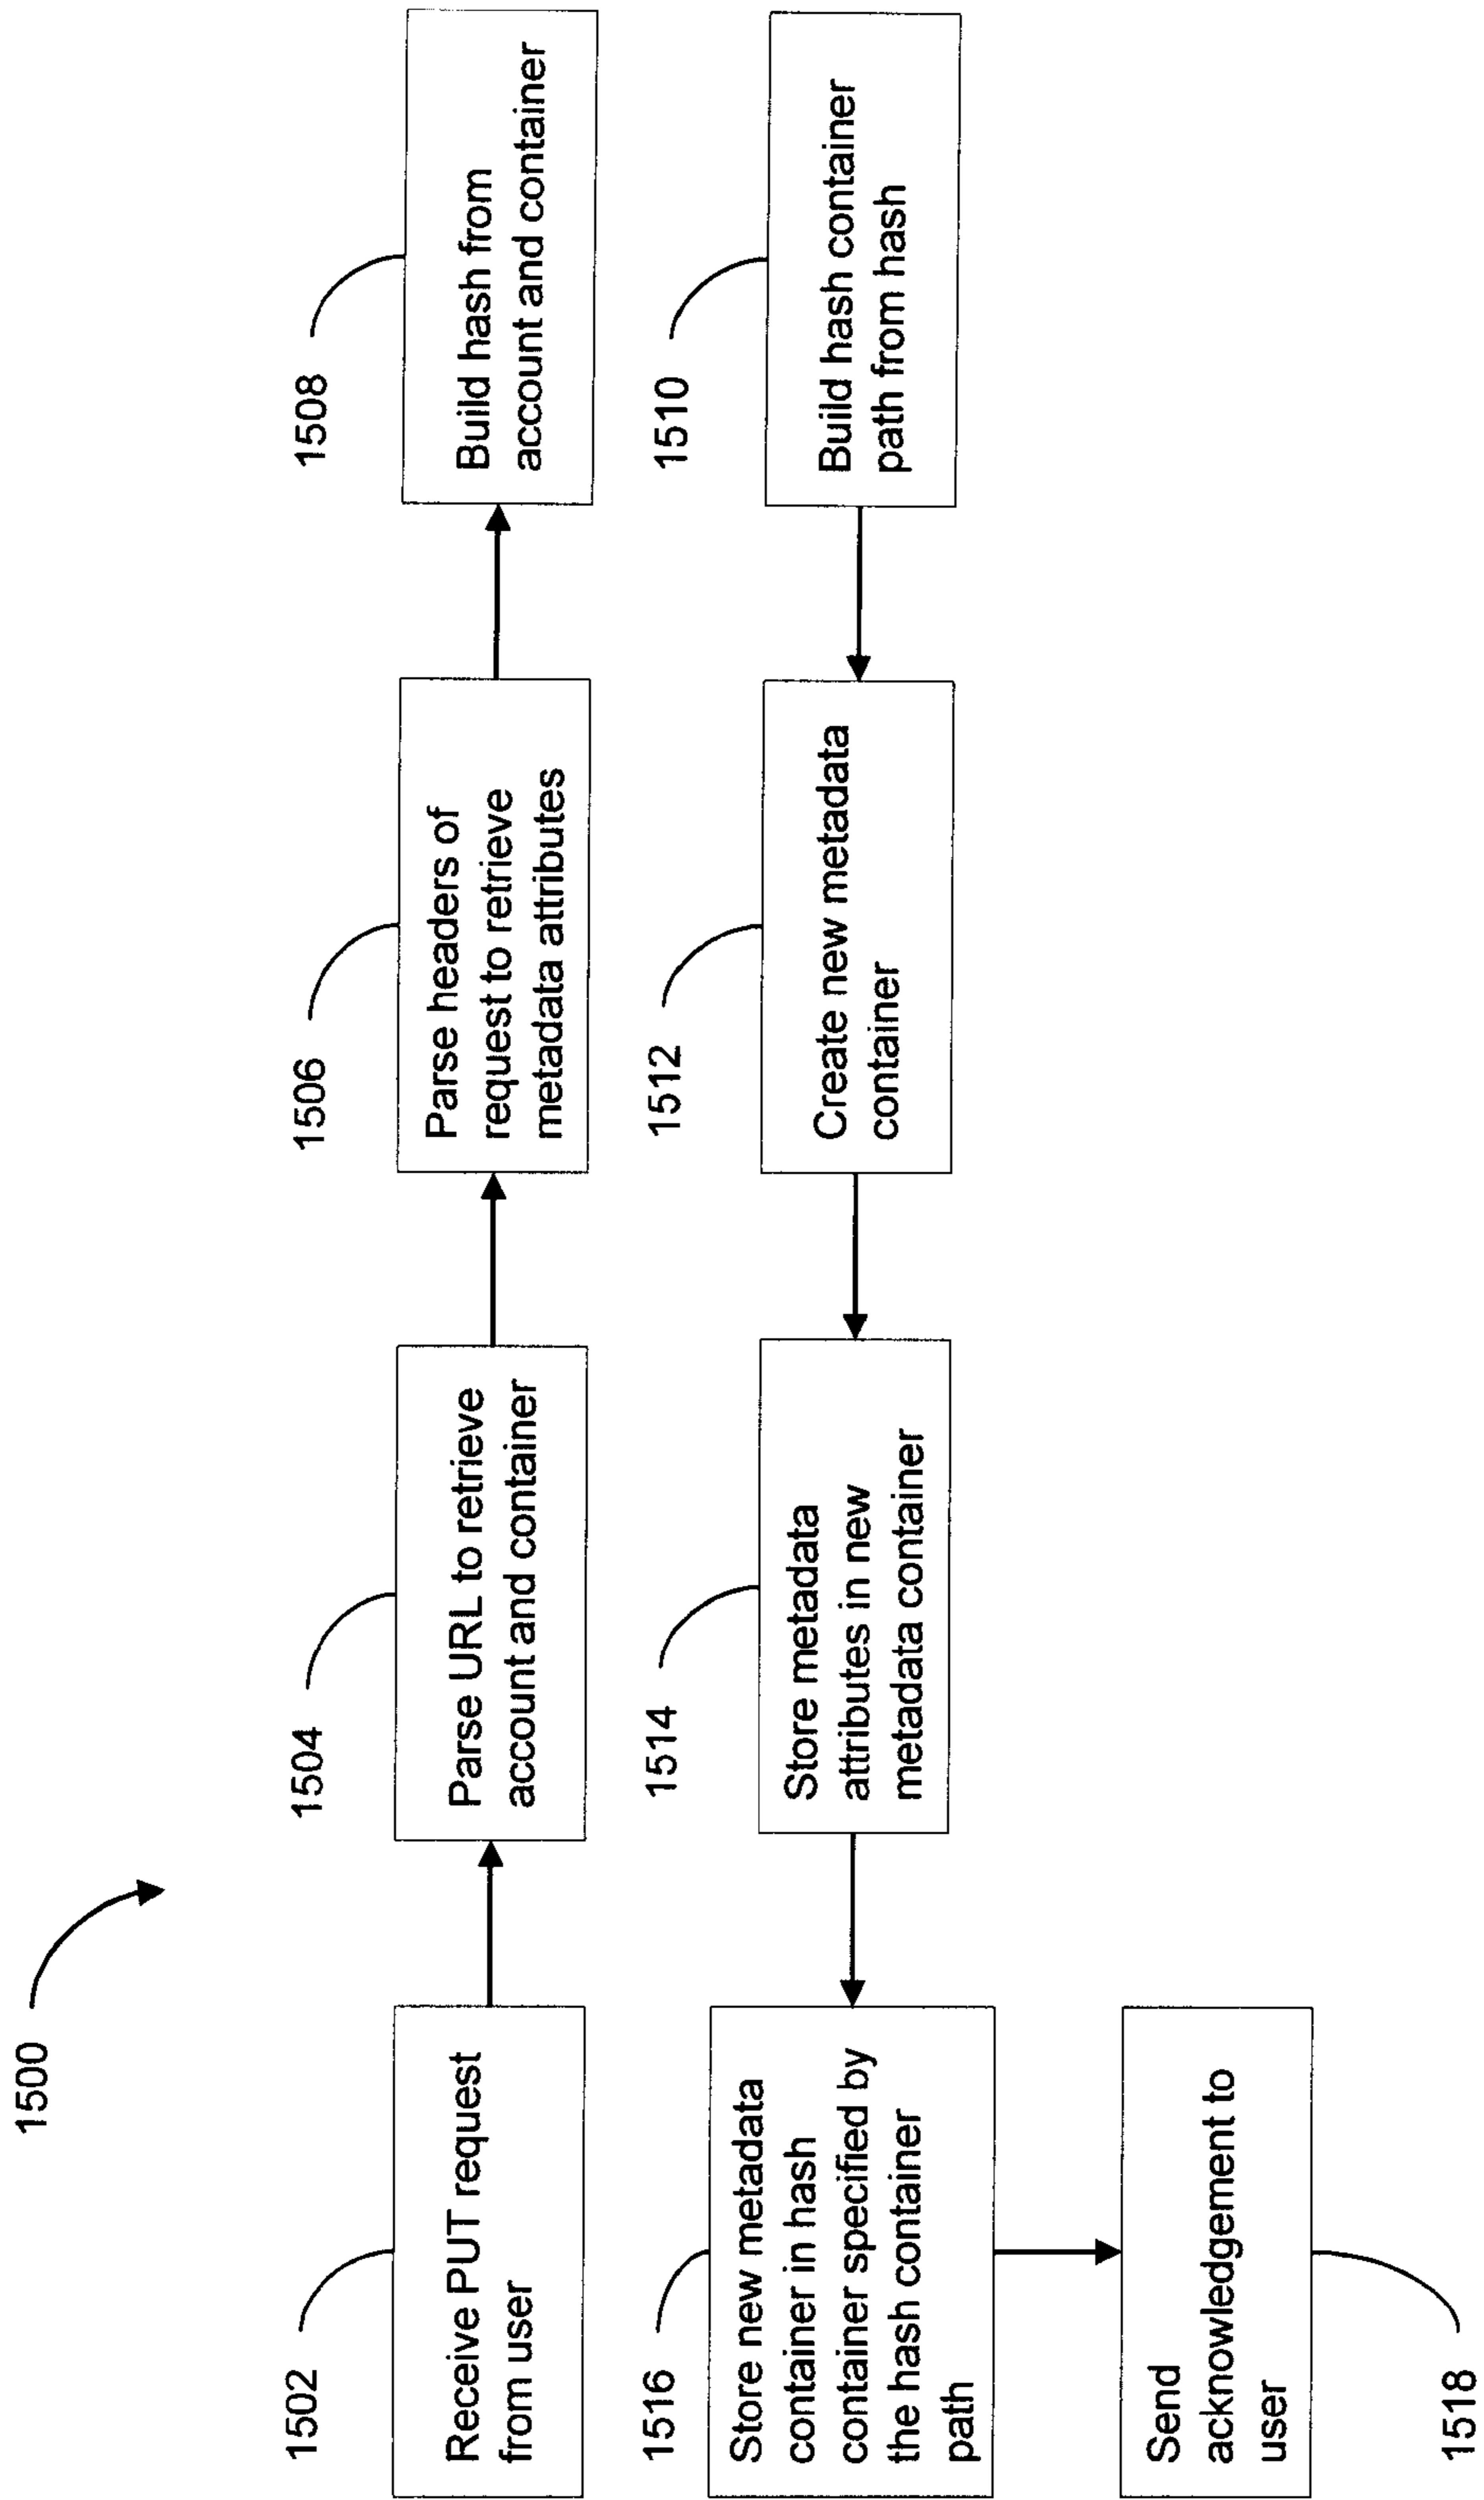 1500
1502
Receive PUT request
from user
1504
Parse URL to retrieve
account and container
1506
Parse headers of
request to retrieve
metadata attributes
1508
Build hash from
account and container
1510
Build hash container
path from hash
1512
Create new metadata
container
1514
Store metadata
attributes in new
metadata container
1516
Store new metadata
container in hash
container specified by
the hash container
path
Send
acknowledgement to
user
1518